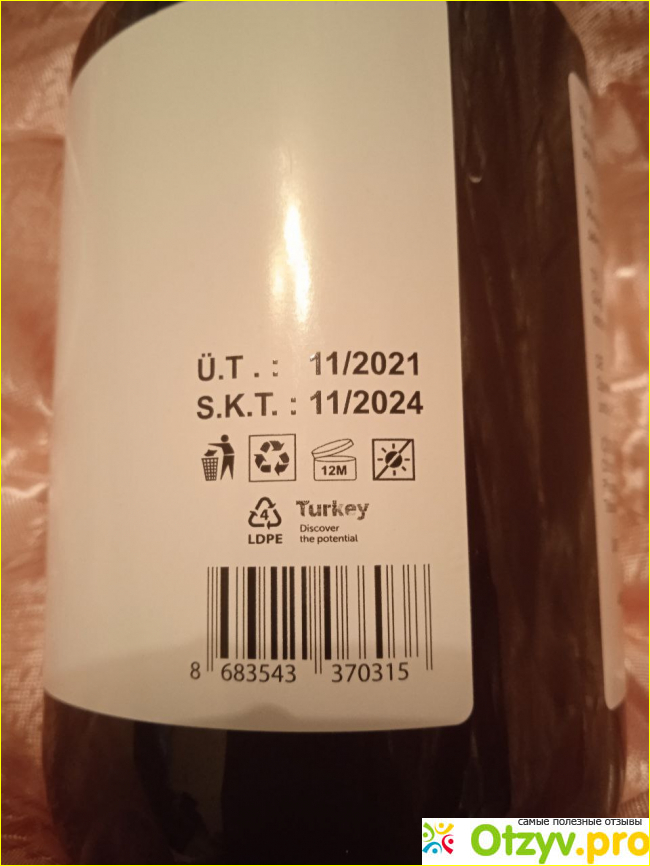 Ü.T . : 11/2021
S.K.T. : 11/2024
12M
4
LDPE
Turkey
Discover
the potential
8 683543 370315
самые полезные отзывы
Otzyv.pro